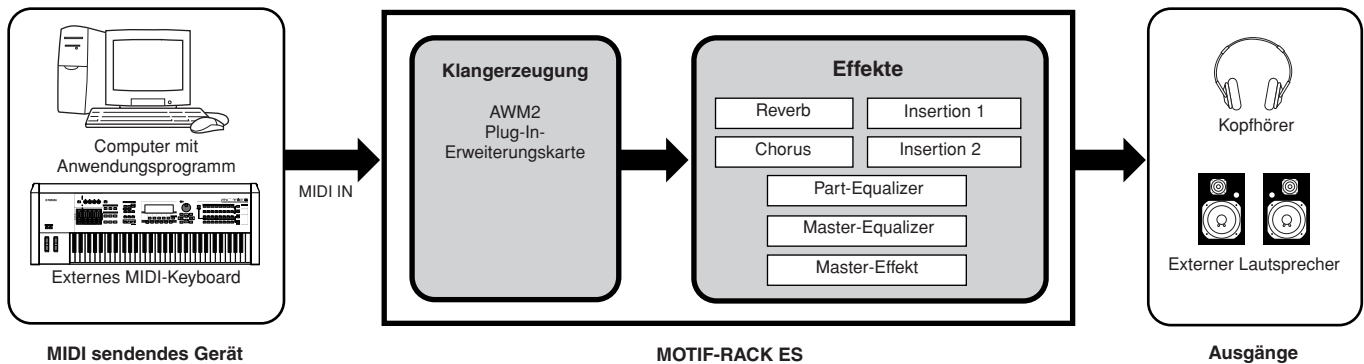 Computer mit
Anwendungsprogramm
Externes MIDI-Keyboard
MIDI sendendes Gerät
MIDI IN
Klangerzeugung
AWM2
Plug-In-
Erweiterungskarte
Effekte
Reverb
Insertion 1
Chorus
Insertion 2
Part-Equalizer
Master-Equalizer
Master-Effekt
MOTIF-RACK ES
Kopfhörer
Externer Lautsprecher
Ausgänge